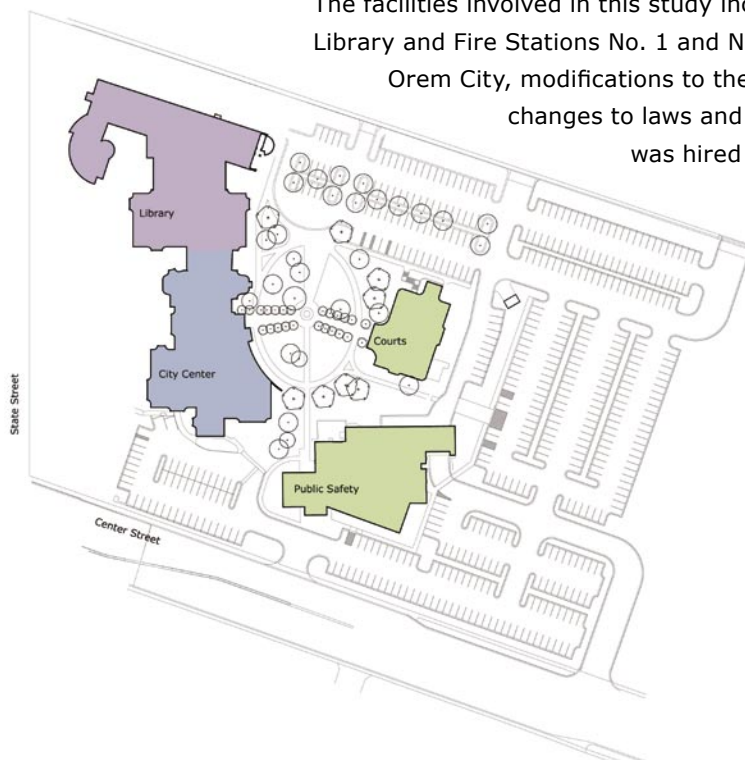 The facilities involved in this study inc
Library and Fire Stations No. 1 and N
Orem City, modifications to the
changes to laws and
was hired
Library
Courts
City Center
State Street
Public Safety
Center Street